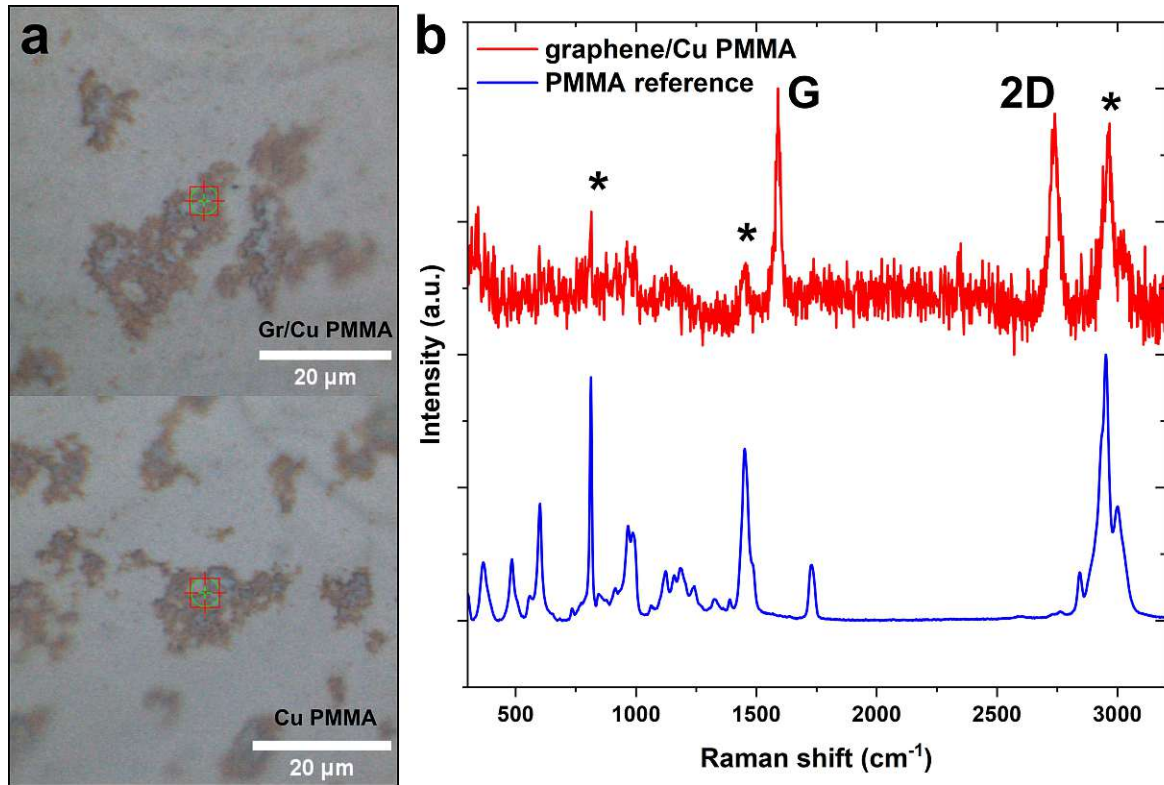 a
Gr/Cu PMMA
20 µm
Cu PMMA
20 µm
b
graphene/Cu PMMA
PMMA reference
G
2D
*
*
*
Intensity (a.u.)
500 1000 1500 2000 2500 3000
Raman shift (cm⁻¹)